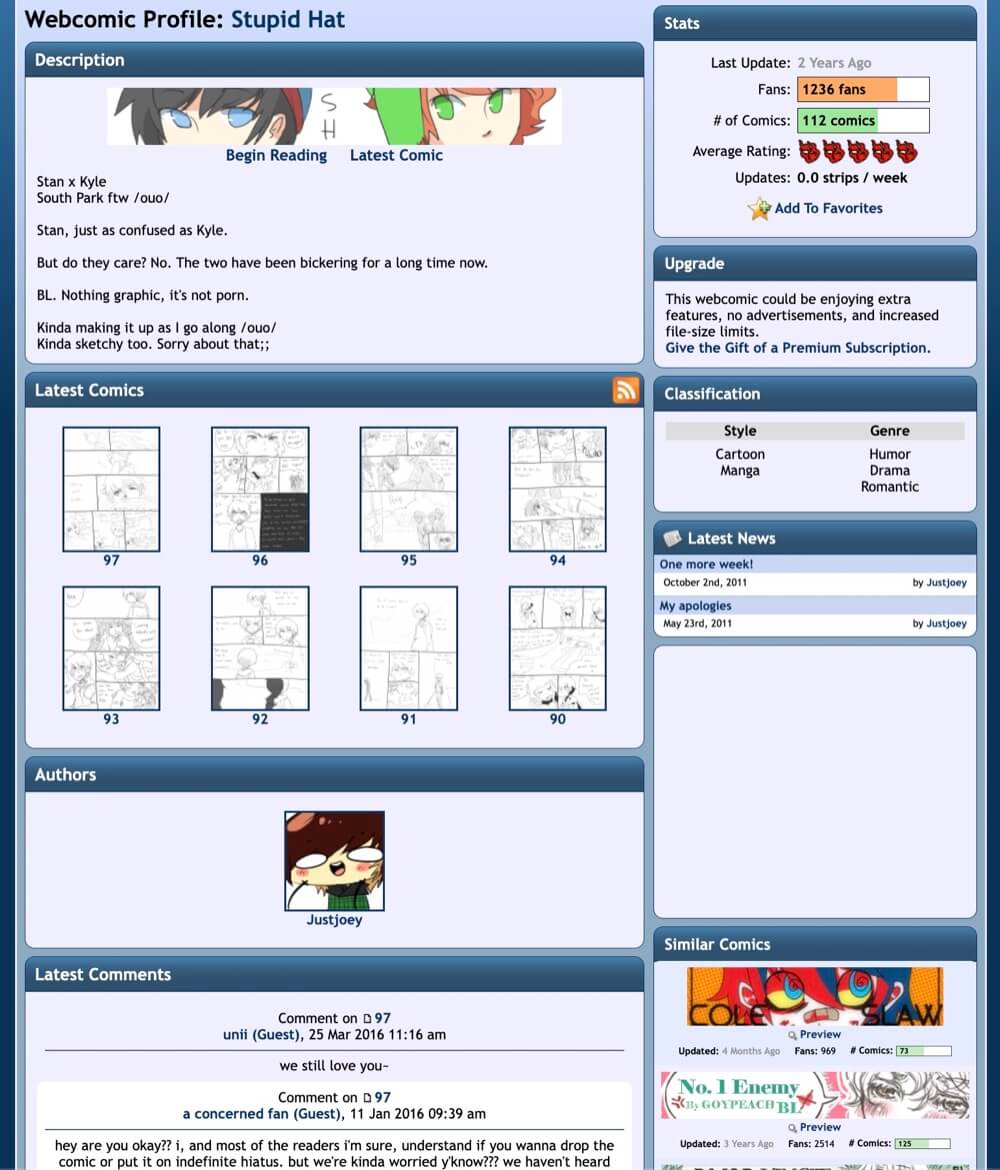 Webcomic Profile: Stupid Hat
Description
S
H
Begin Reading Latest Comic
Stan x Kyle
South Park ftw /ouo/
Stan, just as confused as Kyle.
But do they care? No. The two have been bickering for a long time now.
BL. Nothing graphic, it's not porn.
Kinda making it up as I go along /ouo/
Kinda sketchy too. Sorry about that;;
Latest Comics
97 96 95 94
93 92 91 90
Authors
Justjoey
Latest Comments
Comment on 97
unii (Guest), 25 Mar 2016 11:16 am
we still love you~
Comment on 97
a concerned fan (Guest), 11 Jan 2016 09:39 am
hey are you okay?? i, and most of the readers i'm sure, understand if you wanna drop the
comic or put it on indefinite hiatus. but we're kinda worried y'know??? we haven't heard
Stats
Last Update: 2 Years Ago
Fans: 1236 fans
# of Comics: 112 comics
Average Rating:
Updates: 0.0 strips / week
Add To Favorites
Upgrade
This webcomic could be enjoying extra
features, no advertisements, and increased
file-size limits.
Give the Gift of a Premium Subscription.
Classification
Style Genre
Cartoon Humor
Manga Drama
Romantic
Latest News
One more week!
October 2nd, 2011 by Justjoey
My apologies
May 23rd, 2011 by Justjoey
Similar Comics
COLE SLAW
Preview
Updated: 4 Months Ago Fans: 969 # Comics: 73
No. 1 Enemy
By GOYPEACH BL
Preview
Updated: 3 Years Ago Fans: 2514 # Comics: 125